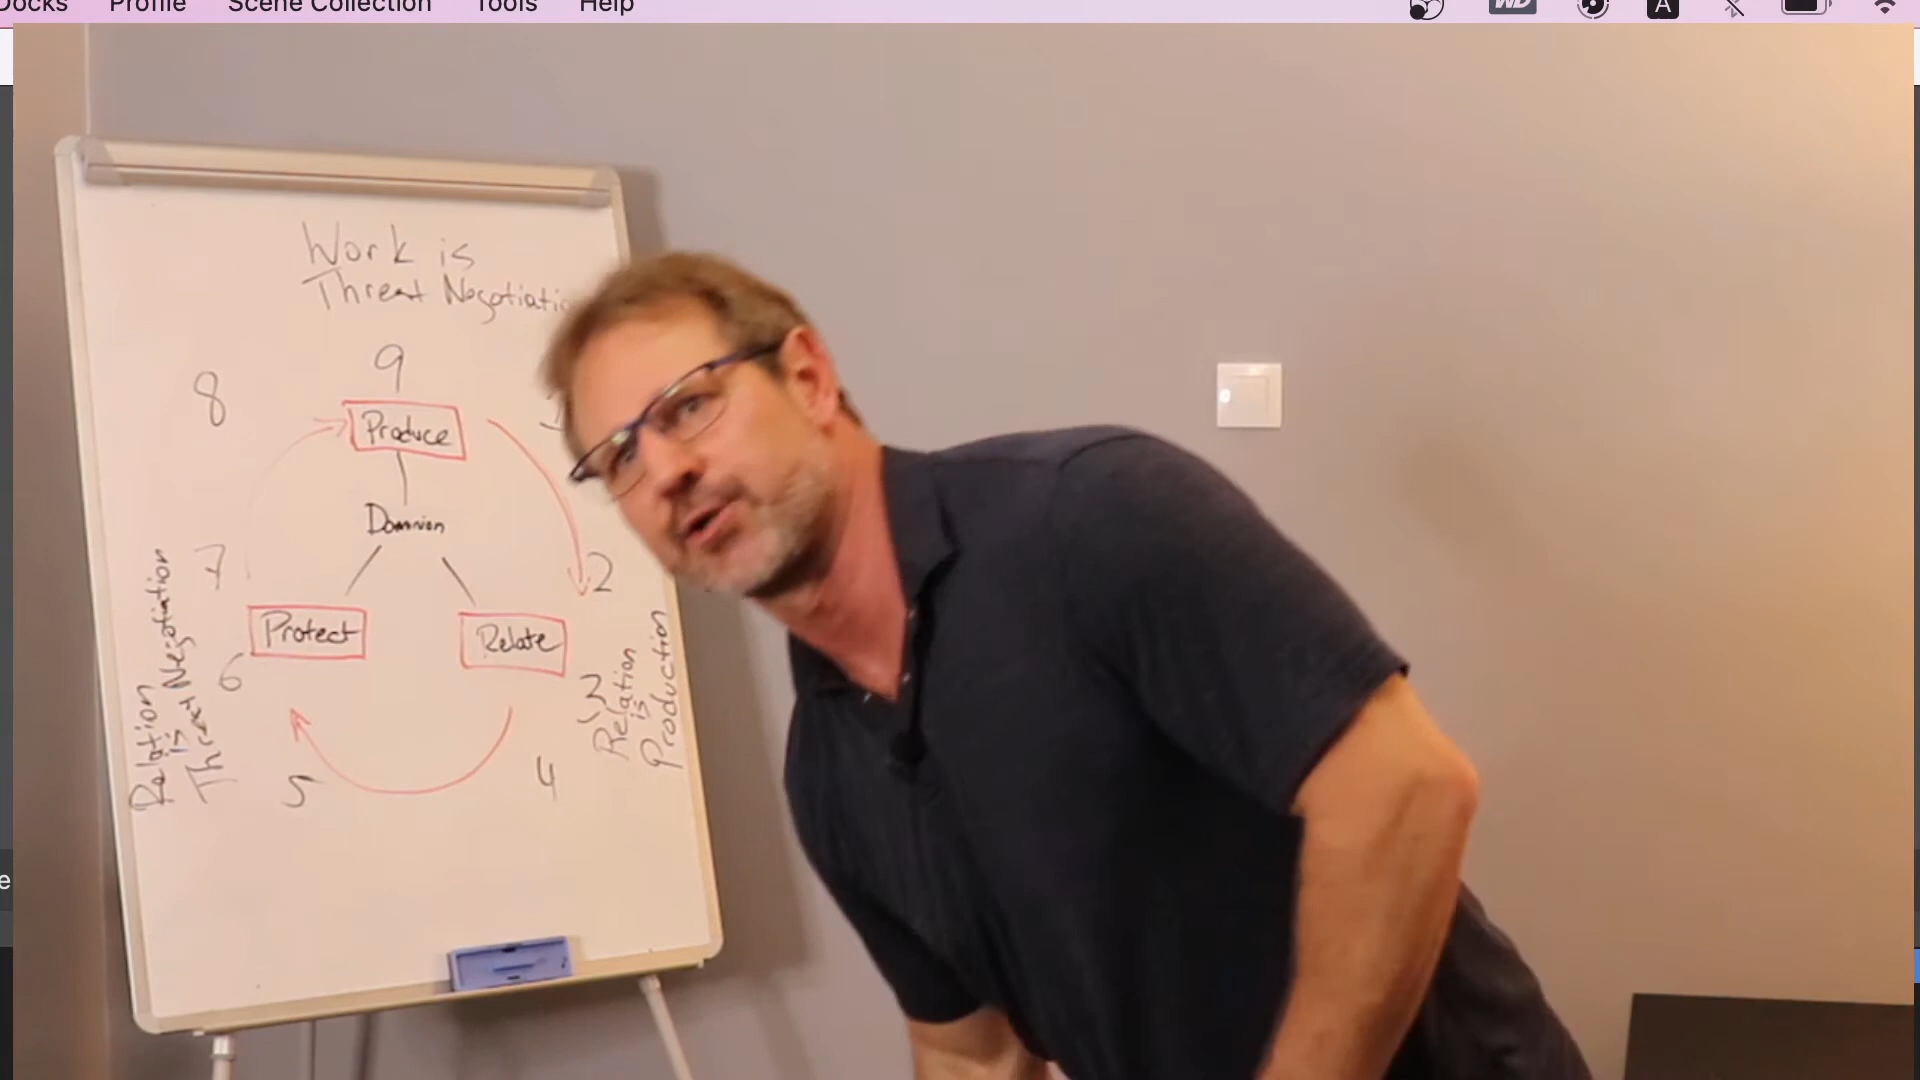 Docks Profile Scene Collection Tools Help
WD
A
Work is
Threat Negotiatio
9
8
Produce
Dominion
7
2
Protect
Relate
6
3
5
4
Relation
is
Threat Negotiation
Relation
is
Production
e